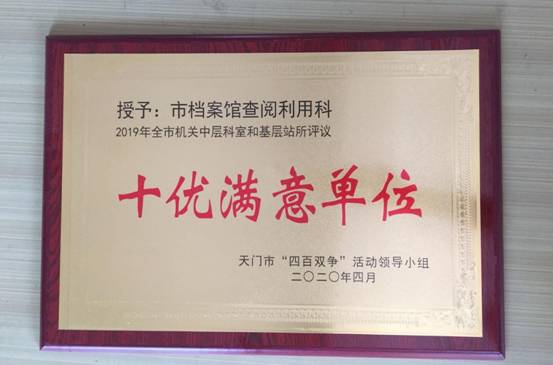 授予：市档案馆查阅利用科
2019年全市机关中层科室和基层站所评议
十优满意单位
天门市“四百双争”活动领导小组
二〇二〇年四月